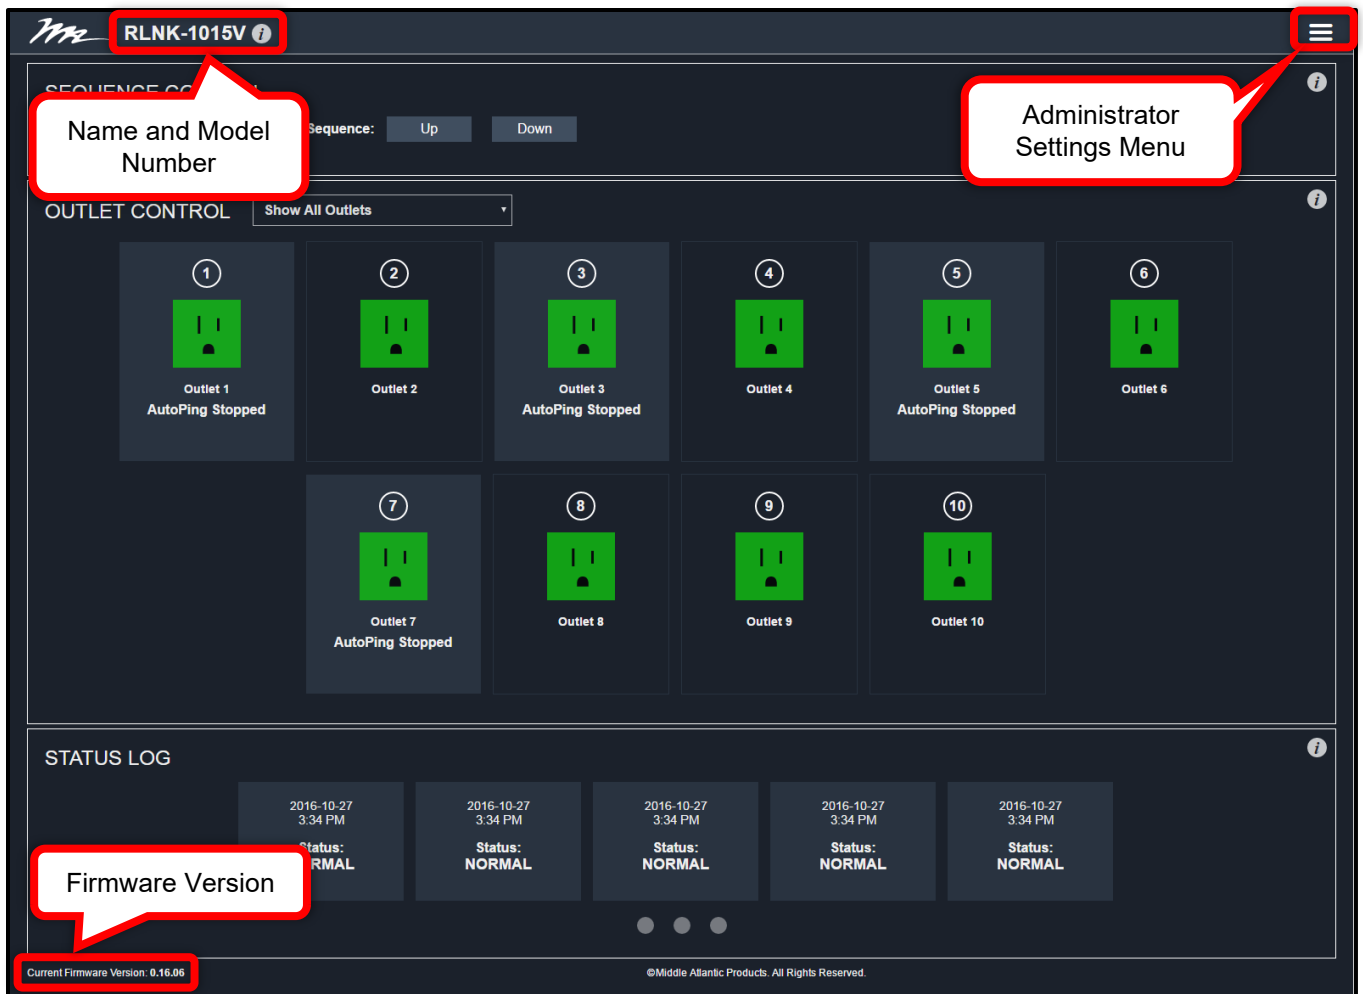 RLNK-1015V
Name and Model
Number
Administrator
Settings Menu
Sequence: Up Down
OUTLET CONTROL Show All Outlets
1 2 3 4 5 6
Outlet 1 Outlet 2 Outlet 3 Outlet 4 Outlet 5 Outlet 6
AutoPing Stopped AutoPing Stopped AutoPing Stopped
7 8 9 10
Outlet 7 Outlet 8 Outlet 9 Outlet 10
AutoPing Stopped
STATUS LOG
2016-10-27 2016-10-27 2016-10-27 2016-10-27 2016-10-27
3:34 PM 3:34 PM 3:34 PM 3:34 PM 3:34 PM
Status: Status: Status: Status: Status:
NORMAL NORMAL NORMAL NORMAL
Firmware Version
Current Firmware Version: 0.16.06
©Middle Atlantic Products. All Rights Reserved.